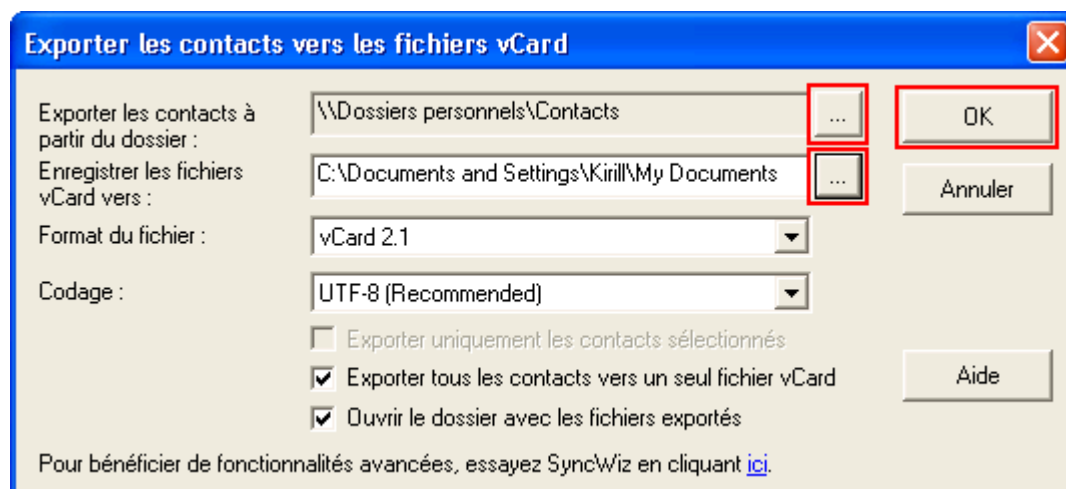 Exporter les contacts vers les fichiers vCard
Exporter les contacts à
partir du dossier :
\\Dossiers personnels\Contacts
...
OK
Enregistrer les fichiers
vCard vers :
C:\Documents and Settings\Kirill\My Documents
...
Annuler
Format du fichier :
vCard 2.1
Codage :
UTF-8 (Recommended)
Exporter uniquement les contacts sélectionnés
Exporter tous les contacts vers un seul fichier vCard
Aide
Ouvrir le dossier avec les fichiers exportés
Pour bénéficier de fonctionnalités avancées, essayez SyncWiz en cliquant ici.